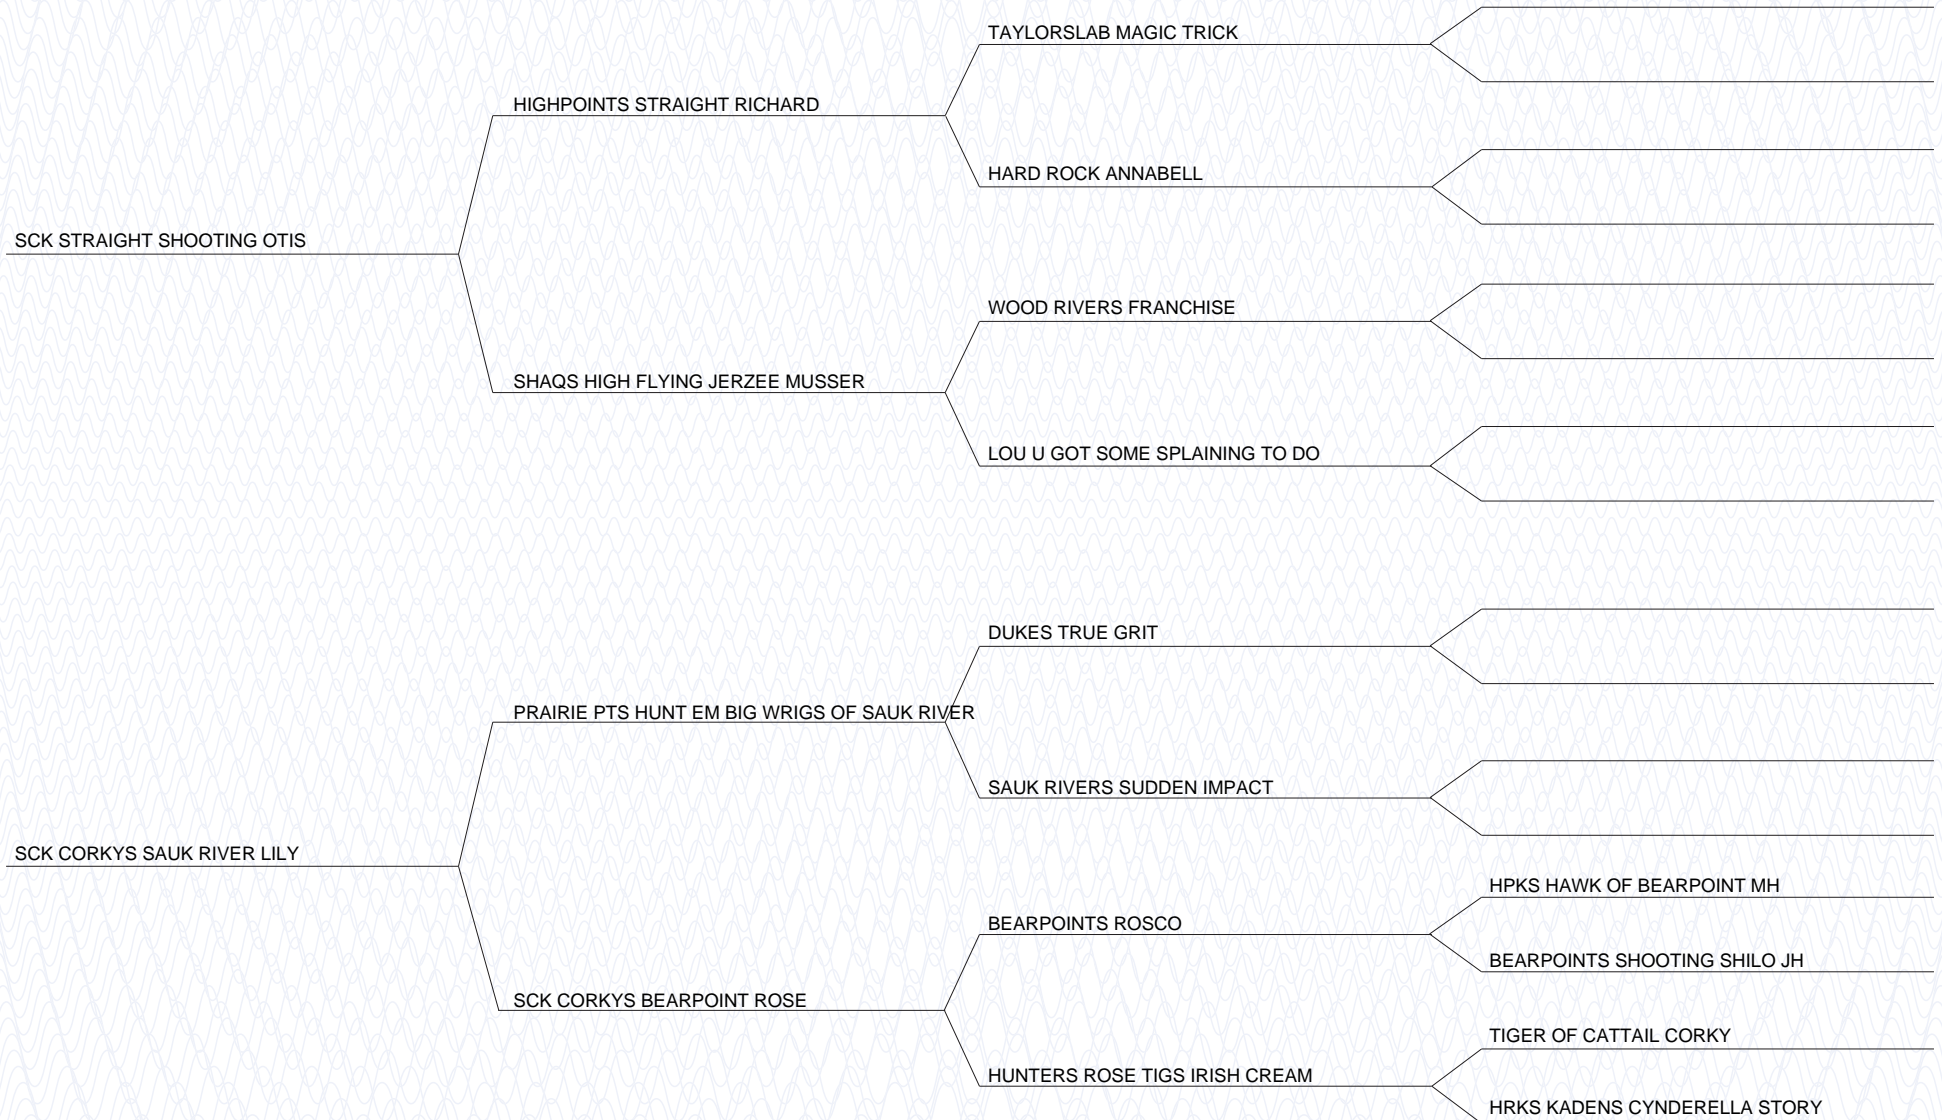 TAYLORSLAB MAGIC TRICK
HIGHPOINTS STRAIGHT RICHARD
HARD ROCK ANNABELL
SCK STRAIGHT SHOOTING OTIS
WOOD RIVERS FRANCHISE
SHAQS HIGH FLYING JERZEE MUSSER
LOU U GOT SOME SPLAINING TO DO
DUKES TRUE GRIT
PRAIRIE PTS HUNT EM BIG WRIGS OF SAUK RIVER
SAUK RIVERS SUDDEN IMPACT
SCK CORKYS SAUK RIVER LILY
HPKS HAWK OF BEARPOINT MH
BEARPOINTS ROSCO
BEARPOINTS SHOOTING SHILO JH
SCK CORKYS BEARPOINT ROSE
TIGER OF CATTAIL CORKY
HUNTERS ROSE TIGS IRISH CREAM
HRKS KADENS CYNDERELLA STORY